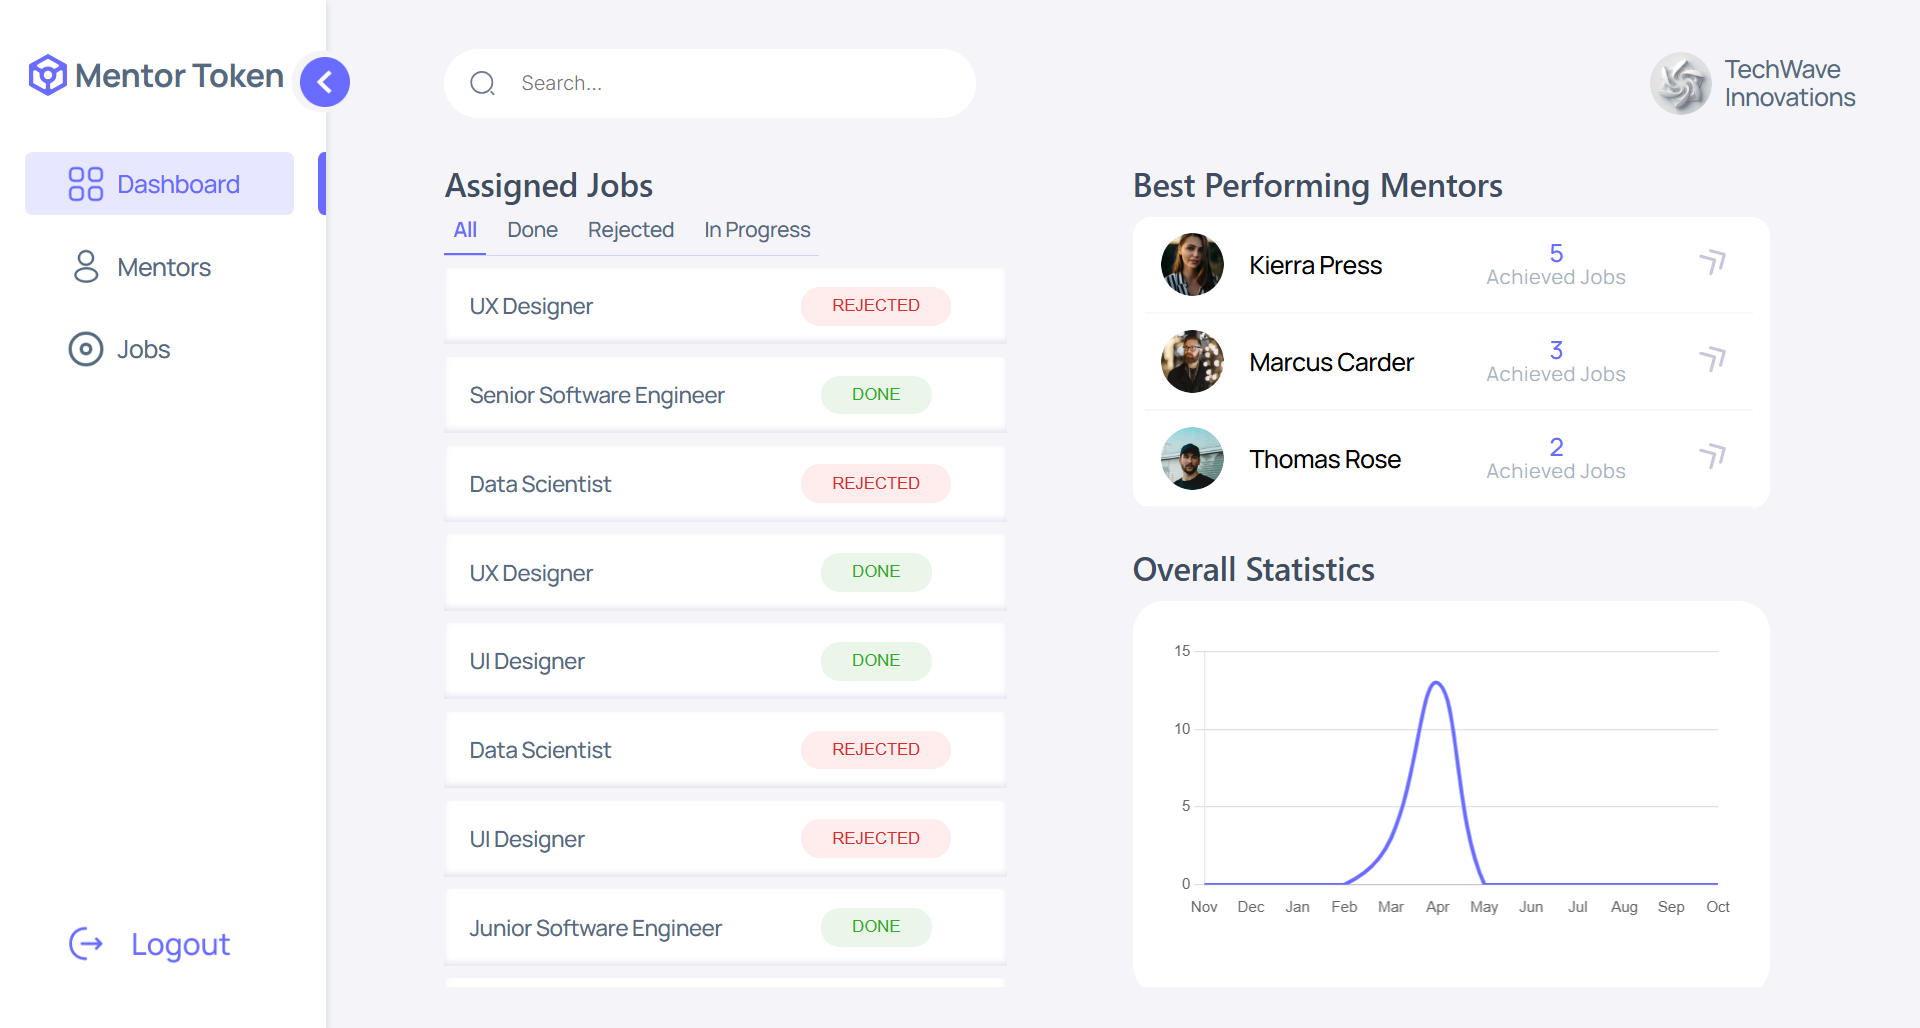 Mentor Token
Dashboard
Mentors
Jobs
Logout
Search...
TechWave
Innovations
Assigned Jobs
All Done Rejected In Progress
UX Designer REJECTED
Senior Software Engineer DONE
Data Scientist REJECTED
UX Designer DONE
UI Designer DONE
Data Scientist REJECTED
UI Designer REJECTED
Junior Software Engineer DONE
Best Performing Mentors
Kierra Press
5
Achieved Jobs
Marcus Carder
3
Achieved Jobs
Thomas Rose
2
Achieved Jobs
Overall Statistics
15
10
5
0
Nov Dec Jan Feb Mar Apr May Jun Jul Aug Sep Oct